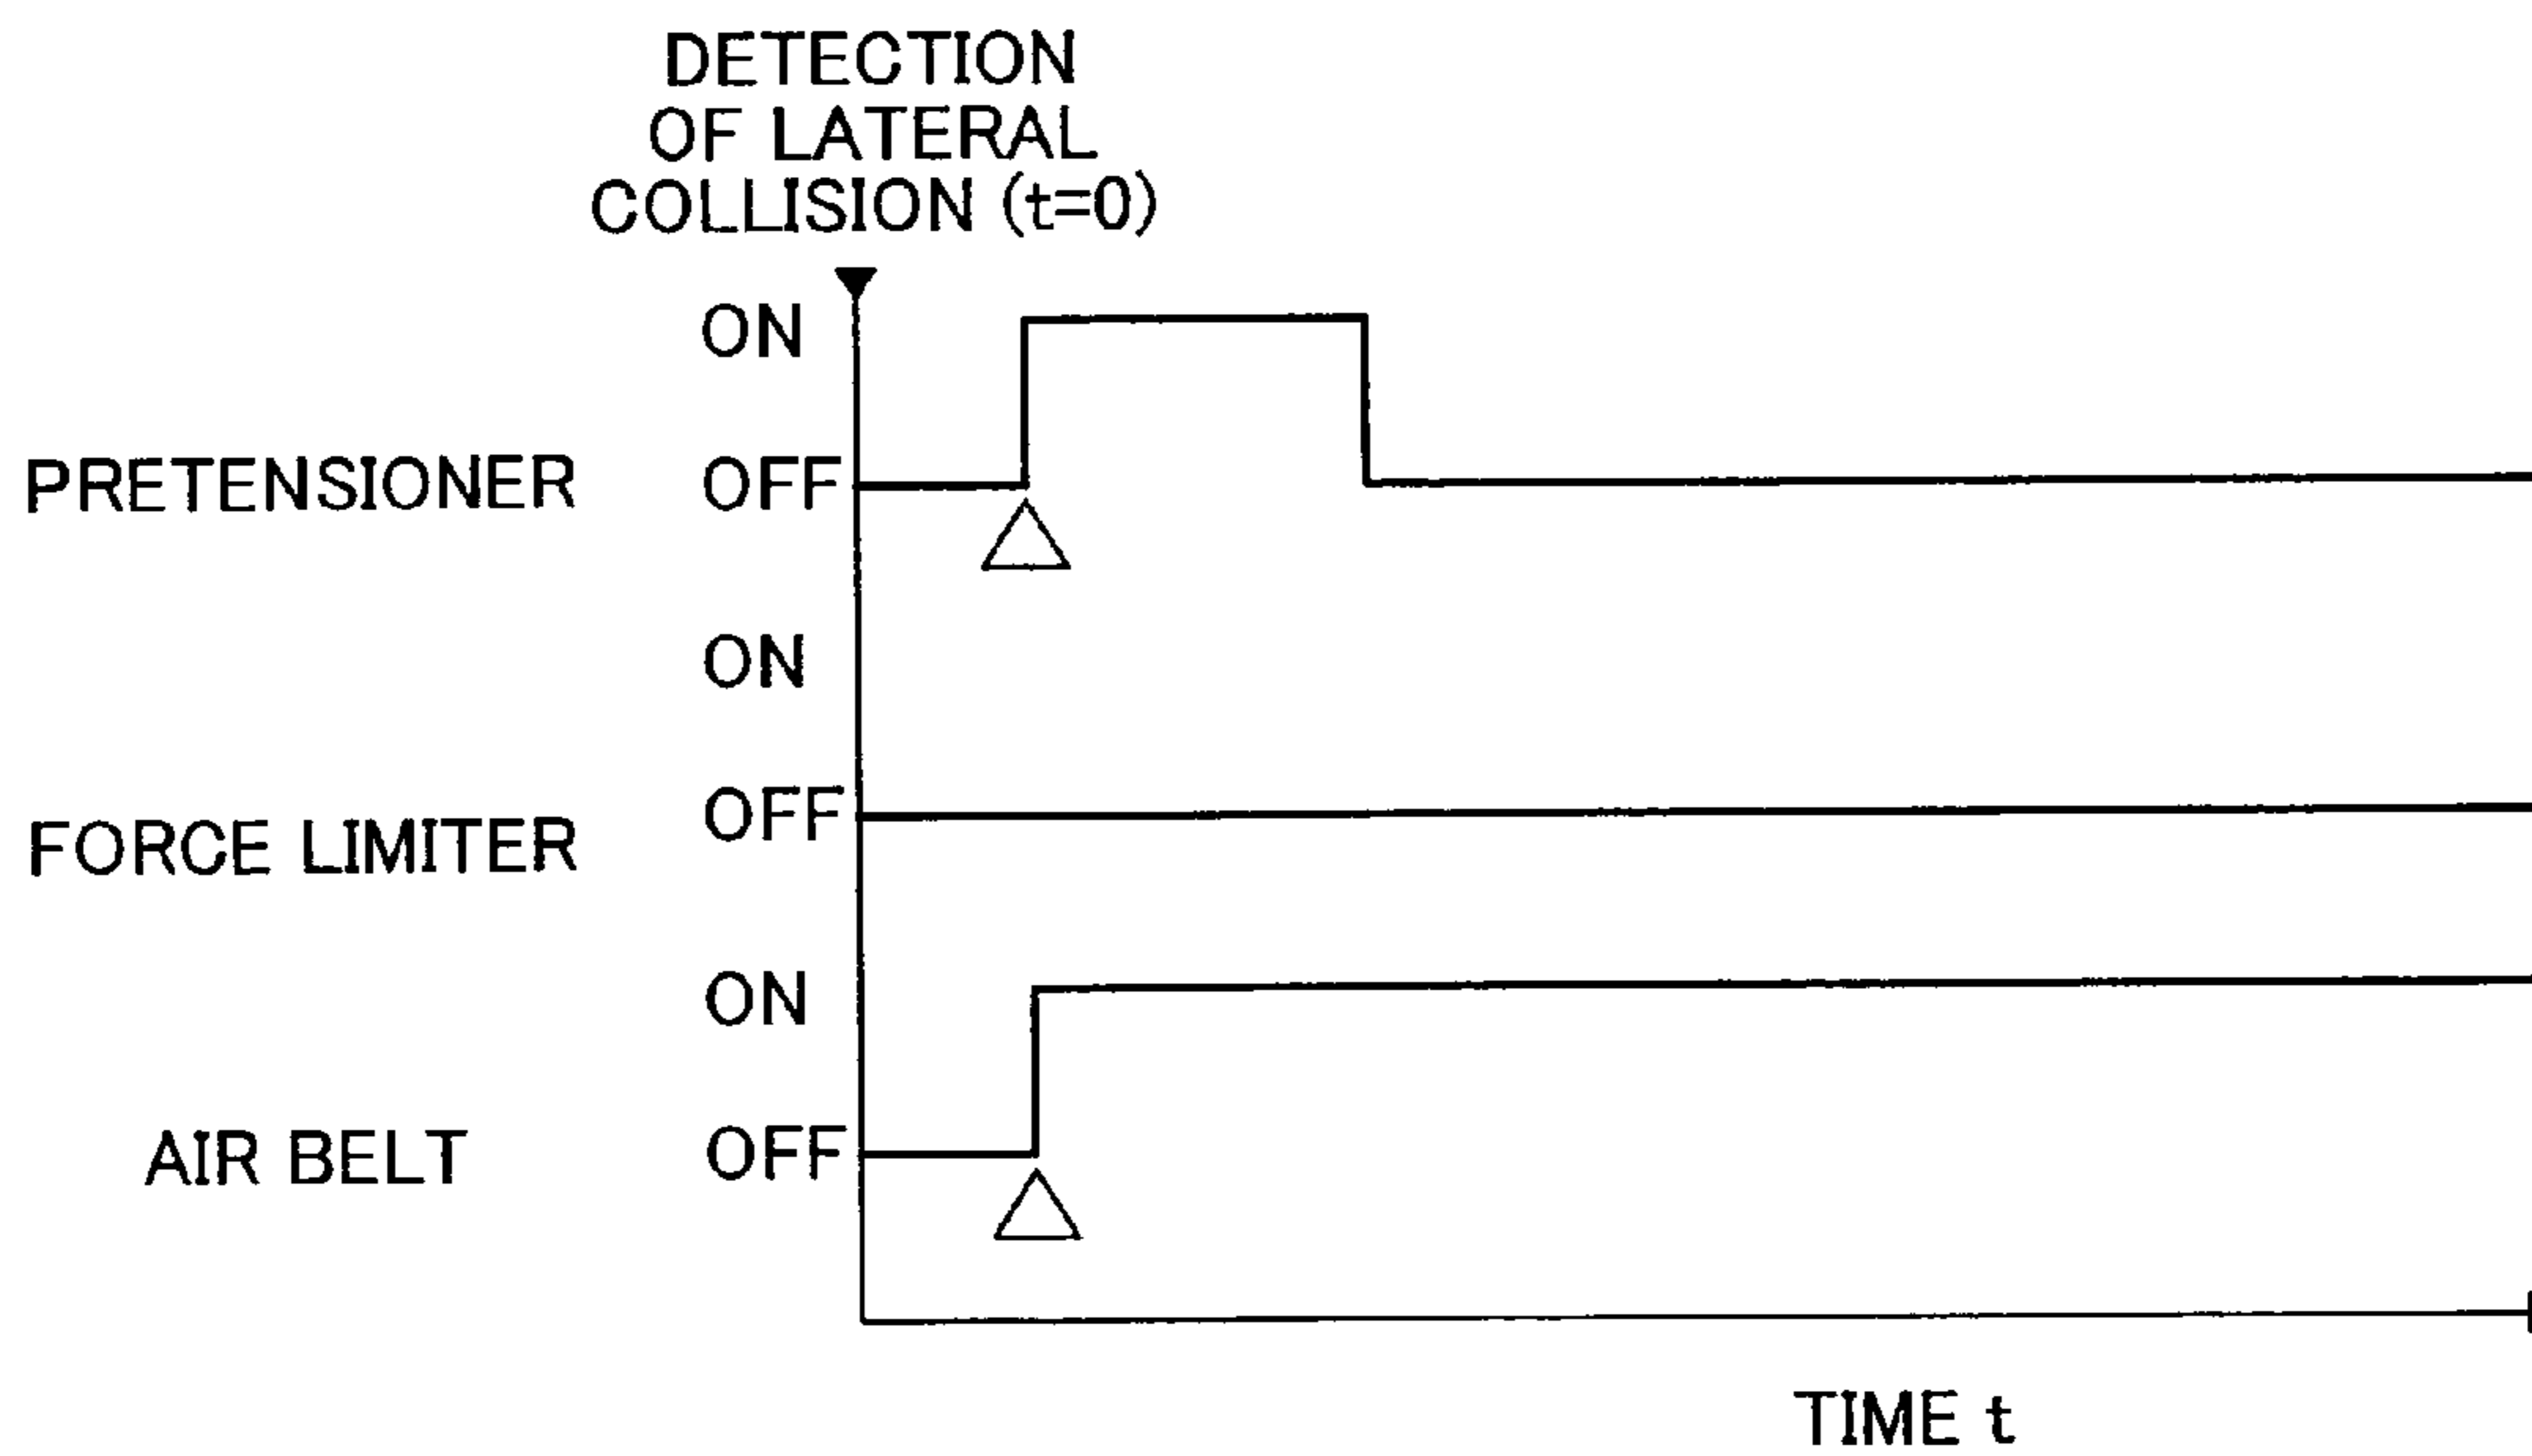 DETECTION
OF LATERAL
COLLISION (t=0)
ON
PRETENSIONER OFF
ON
FORCE LIMITER OFF
ON
AIR BELT OFF
TIME t